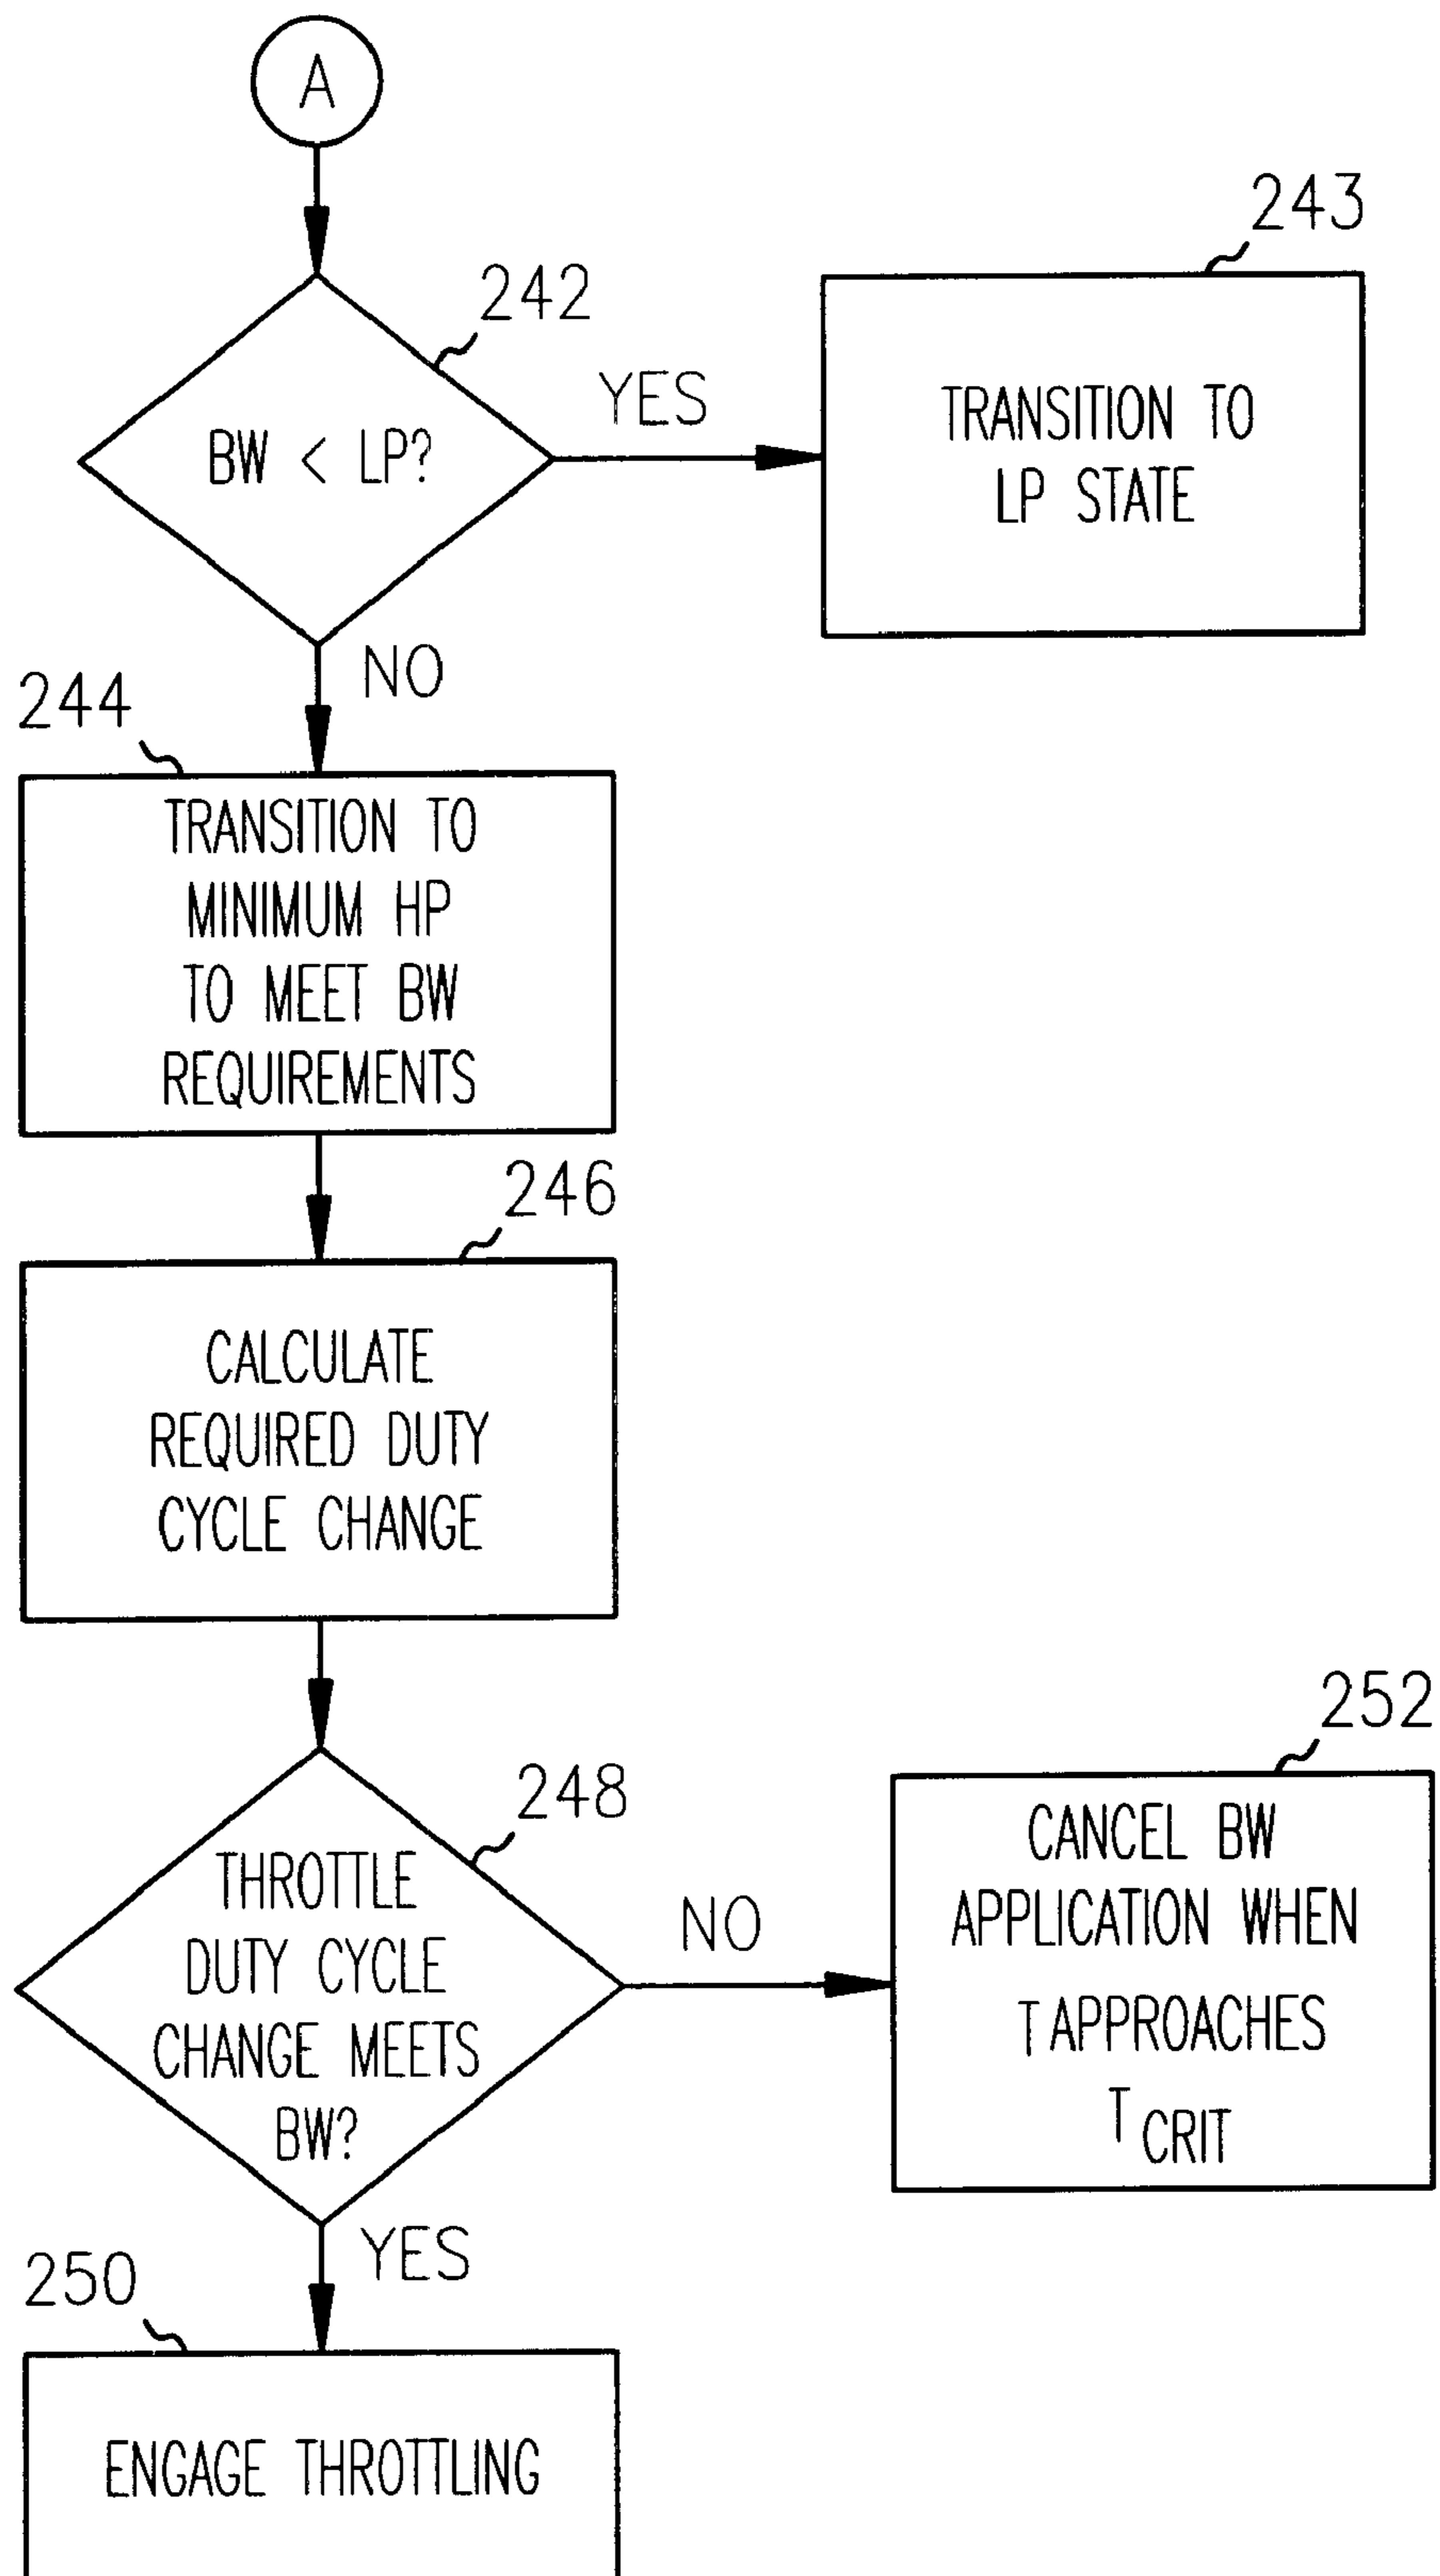 A
242
BW < LP?
YES
243
TRANSITION TO
LP STATE
NO
244
TRANSITION TO
MINIMUM HP
TO MEET BW
REQUIREMENTS
246
CALCULATE
REQUIRED DUTY
CYCLE CHANGE
248
THROTTLE
DUTY CYCLE
CHANGE MEETS
BW?
NO
252
CANCEL BW
APPLICATION WHEN
T APPROACHES
T CRIT
YES
250
ENGAGE THROTTLING